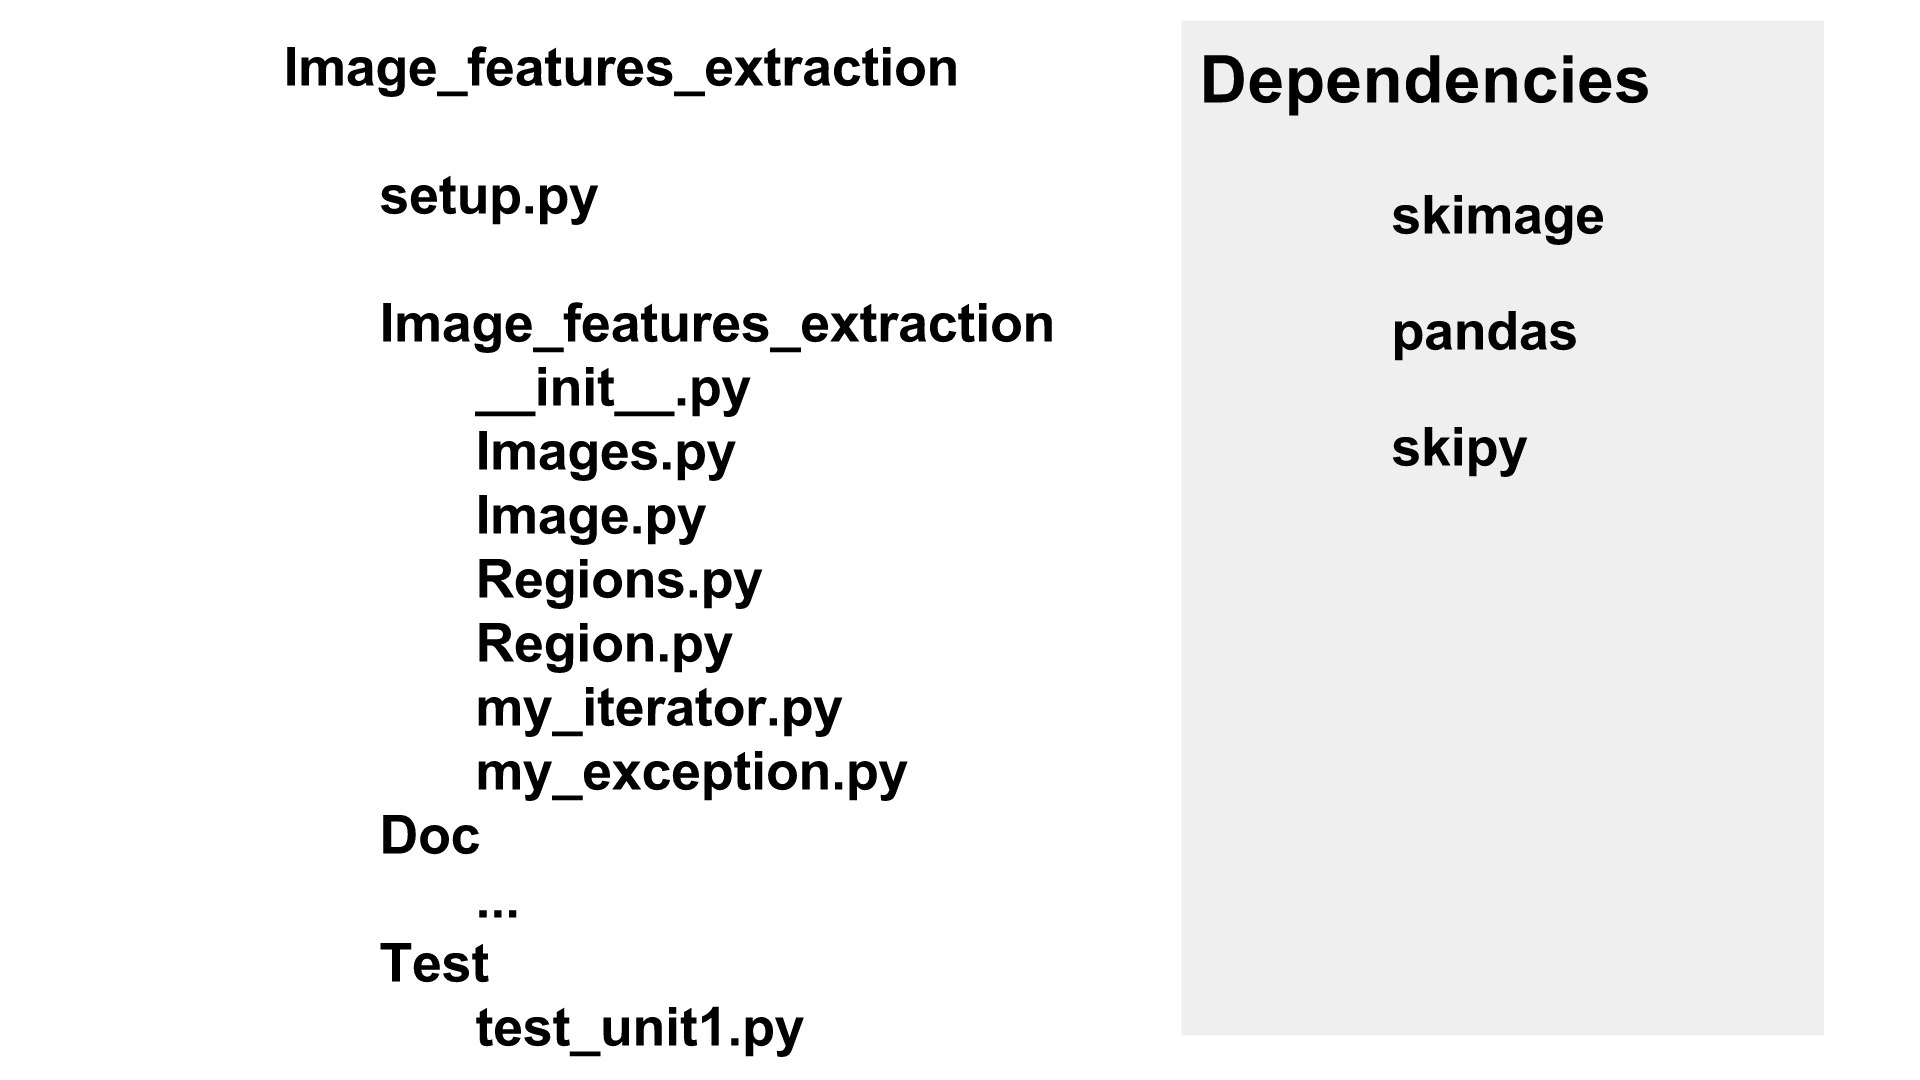 Image_features_extraction
setup.py
Image_features_extraction
__init__.py
Images.py
Image.py
Regions.py
Region.py
my_iterator.py
my_exception.py
Doc
...
Test
test_unit1.py
Dependencies
skimage
pandas
skipy